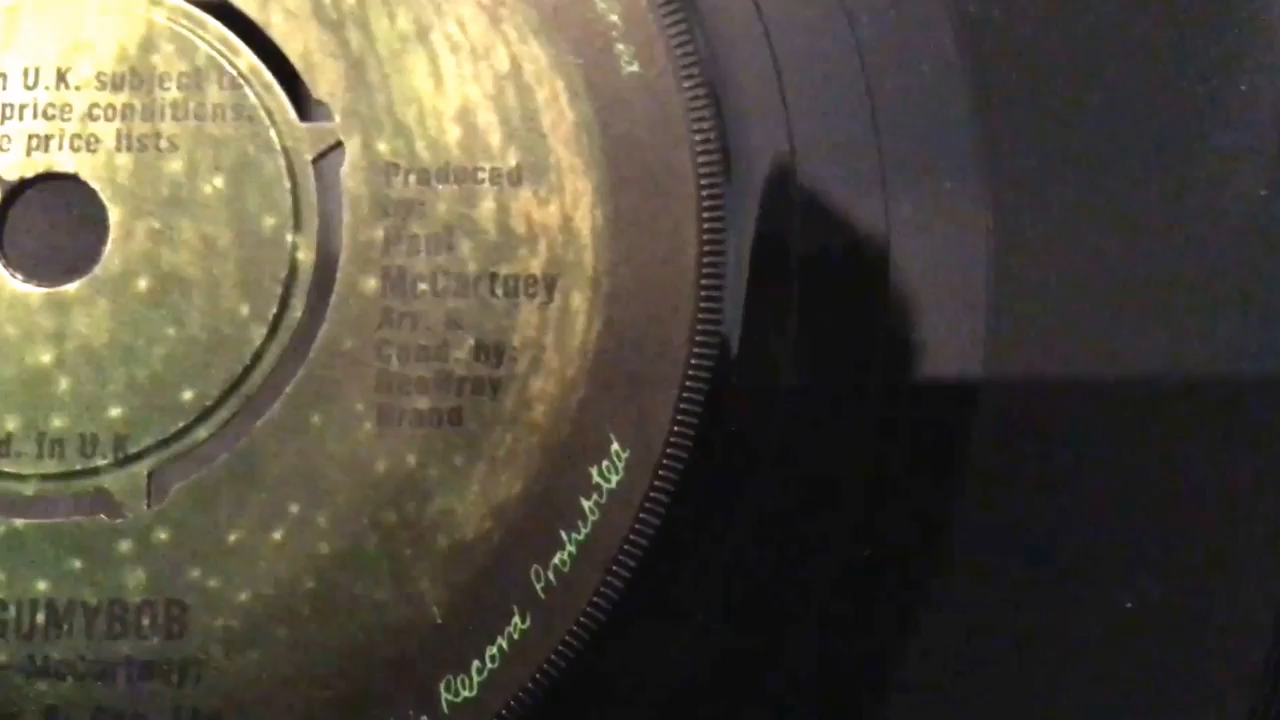 n U.K. subject to
price conditions.
e price lists
Produced
by:
Paul
McCartney
Arr. &
Cond. by:
Geoffrey
Brand
d. in U.K.
GUMYBOB
McCartney)
Record Prohibited